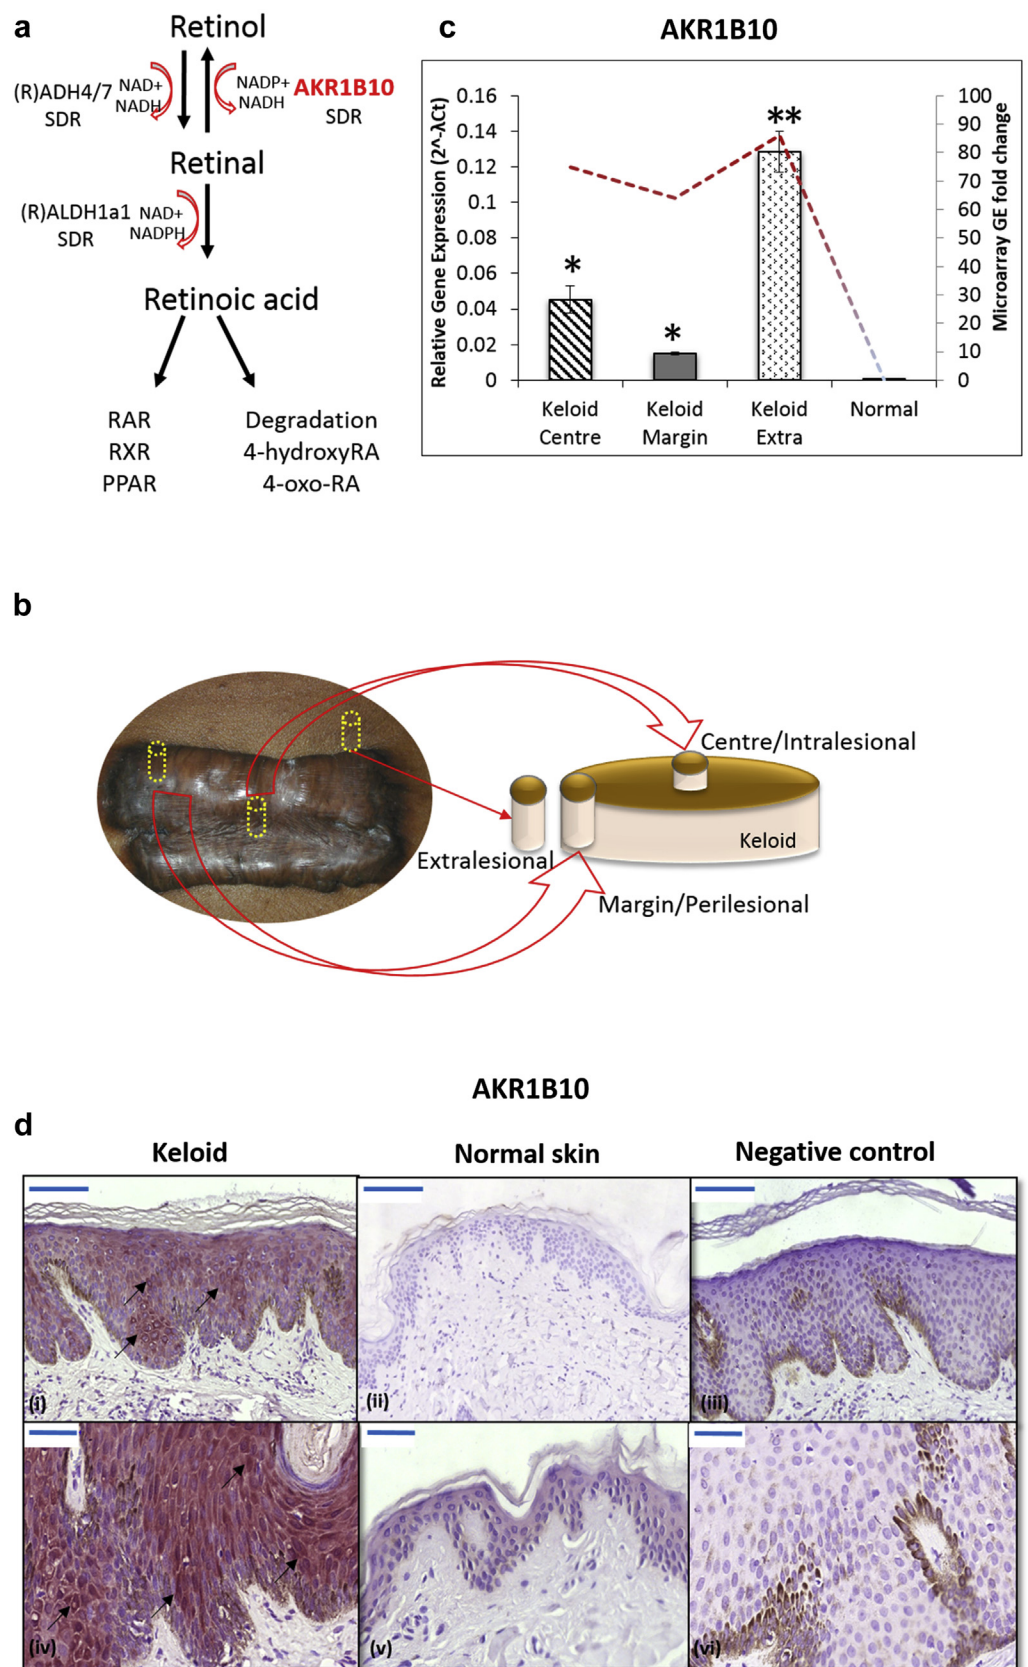 a
Retinol
(R)ADH4/7
SDR
NAD+
NADH
NADP+
NADH
AKR1B10
SDR
Retinal
(R)ALDH1a1
SDR
NAD+
NADPH
Retinoic acid
RAR
RXR
PPAR
Degradation
4-hydroxyRA
4-oxo-RA
c
AKR1B10
Relative Gene Expression (2^-λCt)
0.16
0.14
0.12
0.1
0.08
0.06
0.04
0.02
0
*
*
**
100
90
80
70
60
50
40
30
20
10
0
Microarray GE fold change
Keloid
Centre
Keloid
Margin
Keloid
Extra
Normal
b
Centre/Intralesional
Keloid
Extralesional
Margin/Perilesional
AKR1B10
d
Keloid
Normal skin
Negative control
(i)
(ii)
(iii)
(iv)
(v)
(vi)